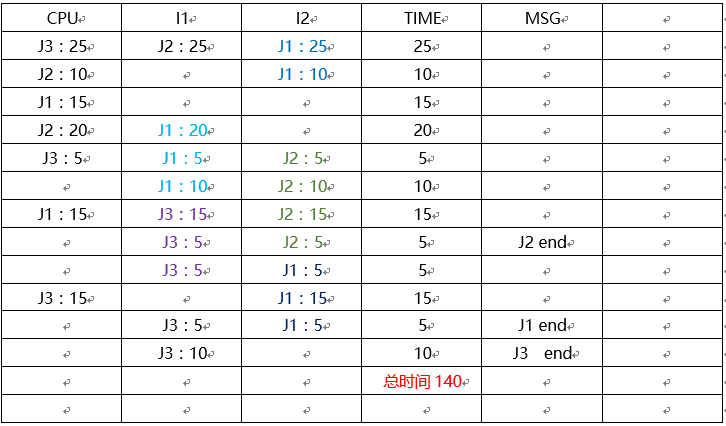 CPU I1 I2 TIME MSG
J3：25 J2：25 J1：25 25
J2：10 J1：10 10
J1：15 15
J2：20 J1：20 20
J3：5 J1：5 J2：5 5
J1：10 J2：10 10
J1：15 J3：15 J2：15 15
J3：5 J2：5 5 J2 end
J3：5 J1：5 5
J3：15 J1：15 15
J3：5 J1：5 5 J1 end
J3：10 10 J3 end
总时间 140